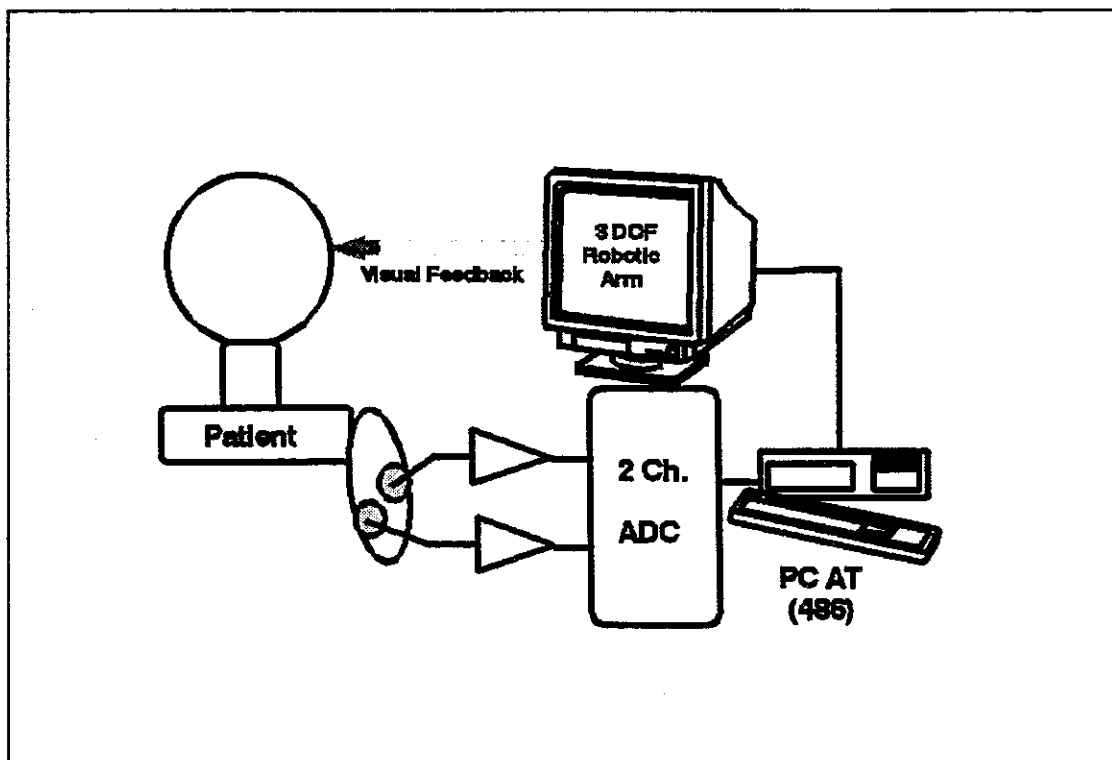 3 DOF
Robotic
Arm
Visual Feedback
Patient
2 Ch.
ADC
PC AT
(486)